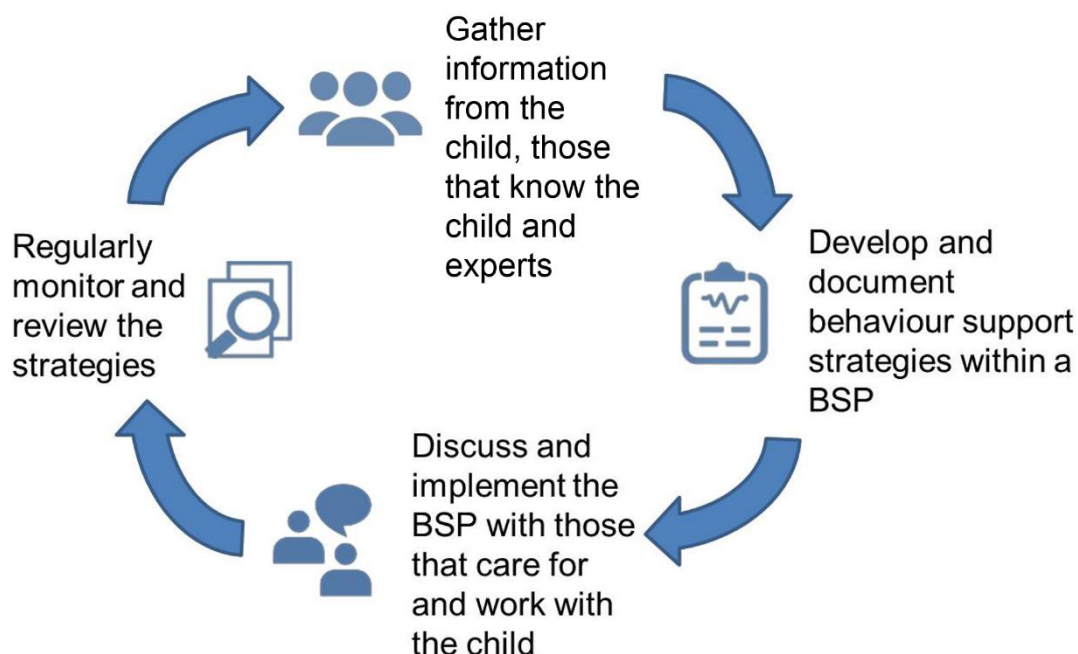 Gather
information
from the
child, those
that know the
child and
experts
Develop and
document
behaviour support
strategies within a
BSP
Discuss and
implement the
BSP with those
that care for
and work with
the child
Regularly
monitor and
review the
strategies